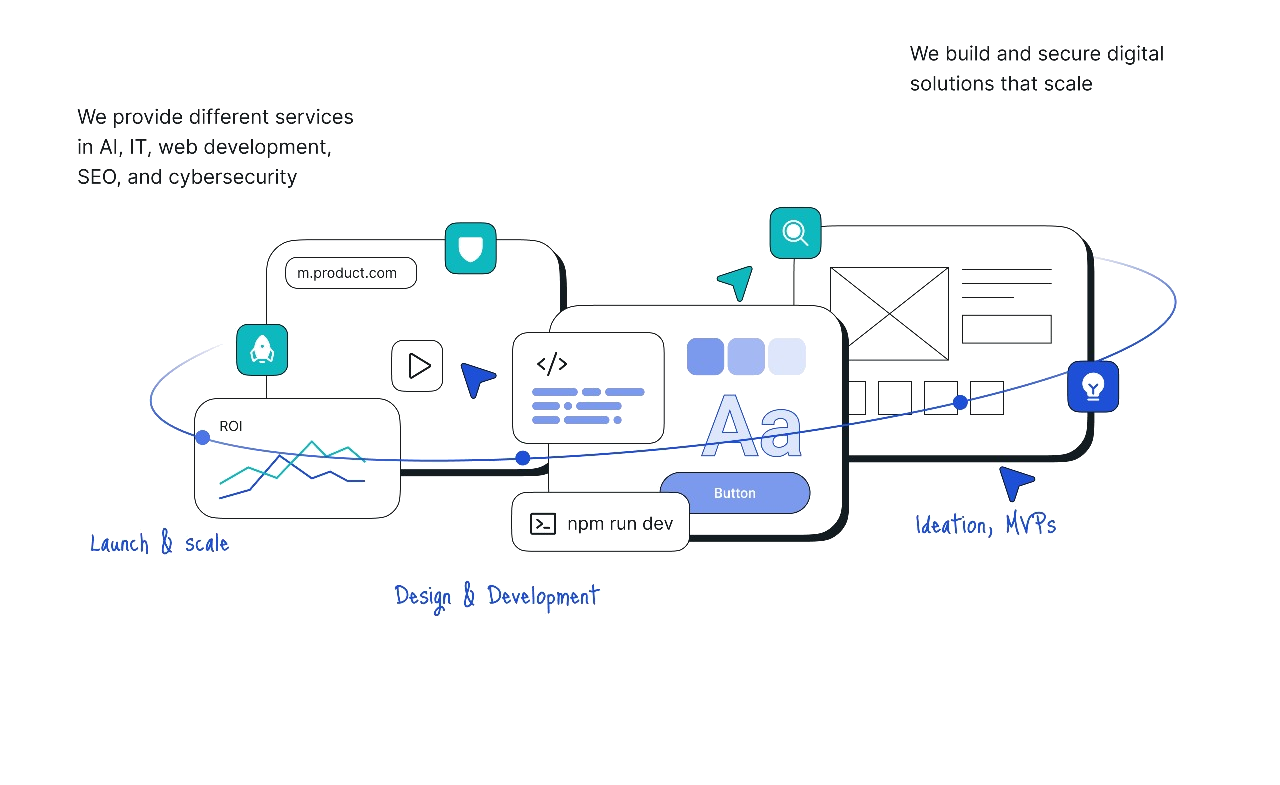 We build and secure digital
solutions that scale
We provide different services
in AI, IT, web development,
SEO, and cybersecurity
m.product.com
</>
Aa
ROI
Button
npm run dev
Launch & scale
Ideation, MVPs
Design & Development